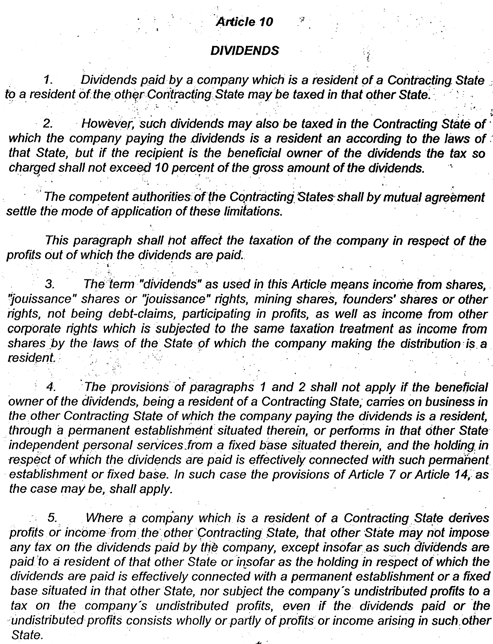 Article 10
DIVIDENDS
1. Dividends paid by a company which is a resident of a Contracting State
to a resident of the other Contracting State may be taxed in that other State.
2. However, such dividends may also be taxed in the Contracting State of
which the company paying the dividends is a resident an according to the laws of
that State, but if the recipient is the beneficial owner of the dividends the tax so
charged shall not exceed 10 percent of the gross amount of the dividends.
The competent authorities of the Contracting States shall by mutual agreement
settle the mode of application of these limitations.
This paragraph shall not affect the taxation of the company in respect of the
profits out of which the dividends are paid.
3. The term "dividends" as used in this Article means income from shares,
"jouissance" shares or "jouissance" rights, mining shares, founders' shares or other
rights, not being debt-claims, participating in profits, as well as income from other
corporate rights which is subjected to the same taxation treatment as income from
shares by the laws of the State of which the company making the distribution is a
resident.
4. The provisions of paragraphs 1 and 2 shall not apply if the beneficial
owner of the dividends, being a resident of a Contracting State, carries on business in
the other Contracting State of which the company paying the dividends is a resident,
through a permanent establishment situated therein, or performs in that other State
independent personal services from a fixed base situated therein, and the holding in
respect of which the dividends are paid is effectively connected with such permanent
establishment or fixed base. In such case the provisions of Article 7 or Article 14, as
the case may be, shall apply.
5. Where a company which is a resident of a Contracting State derives
profits or income from the other Contracting State, that other State may not impose
any tax on the dividends paid by the company, except insofar as such dividends are
paid to a resident of that other State or insofar as the holding in respect of which the
dividends are paid is effectively connected with a permanent establishment or a fixed
base situated in that other State, nor subject the company´s undistributed profits to a
tax on the company´s undistributed profits, even if the dividends paid or the
undistributed profits consists wholly or partly of profits or income arising in such other
State.